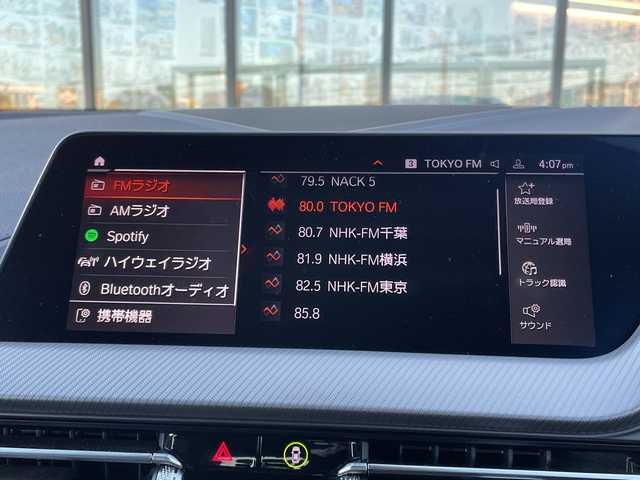 3 TOKYO FM 4:07pm
FMラジオ
AMラジオ
Spotify
ハイウェイラジオ
Bluetoothオーディオ
携帯機器
79.5 NACK 5
80.0 TOKYO FM
80.7 NHK-FM千葉
81.9 NHK-FM横浜
82.5 NHK-FM東京
85.8
放送局登録
マニュアル選局
トラック認識
サウンド